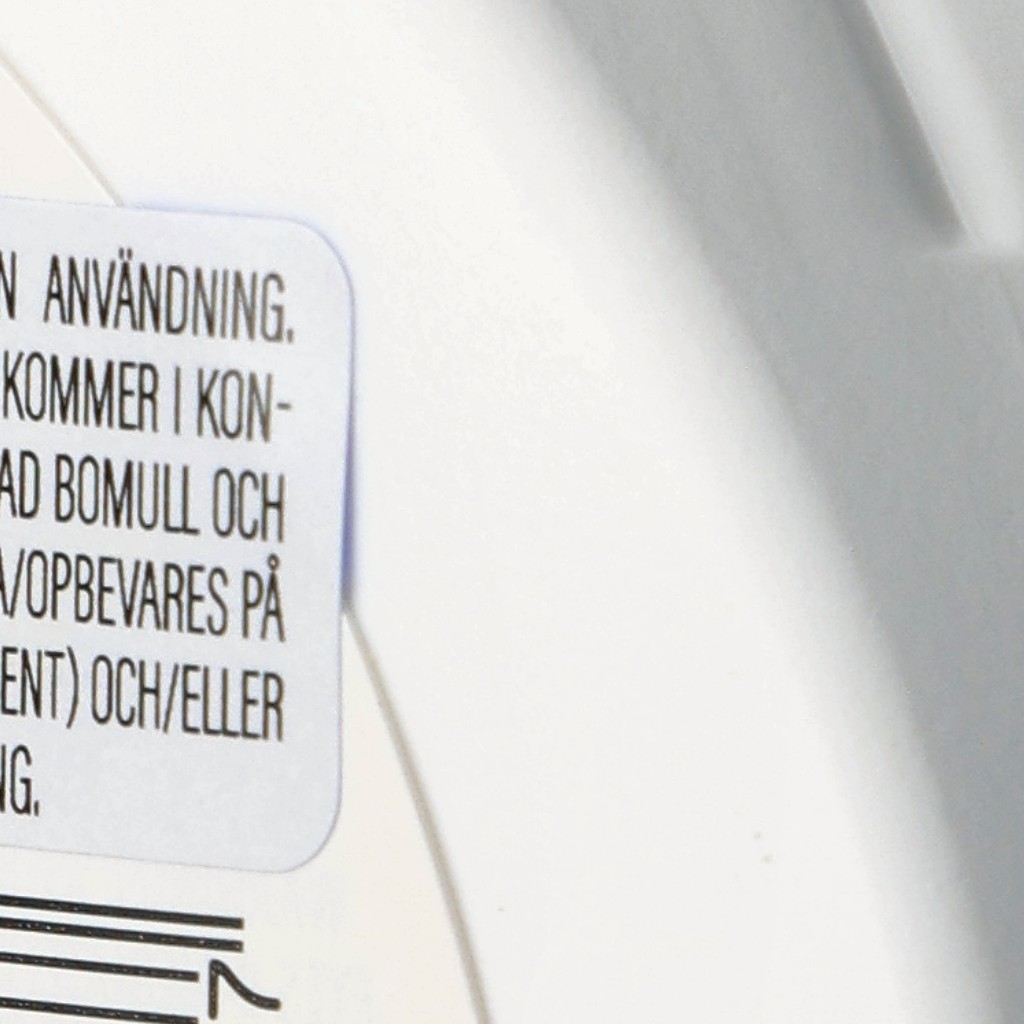 N ANVÄNDNING.
KOMMER I KON-
AD BOMULL OCH
A/OPBEVARES PÅ
ENT) OCH/ELLER
NG.